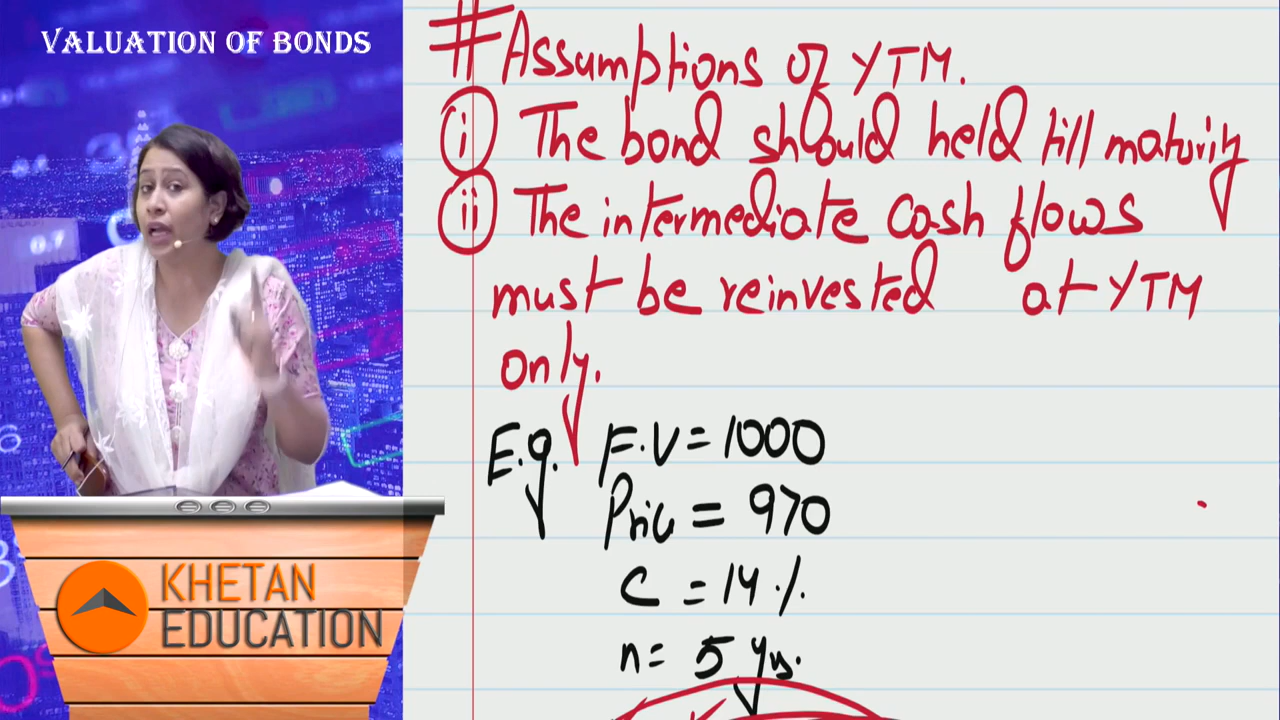 VALUATION OF BONDS
# Assumptions of YTM.
(i) The bond should held till maturity
(ii) The intermediate cash flows
must be reinvested at YTM
only.
E.g. F.V = 1000
Price = 970
C = 14 %.
n = 5 yrs.
KHETAN
EDUCATION